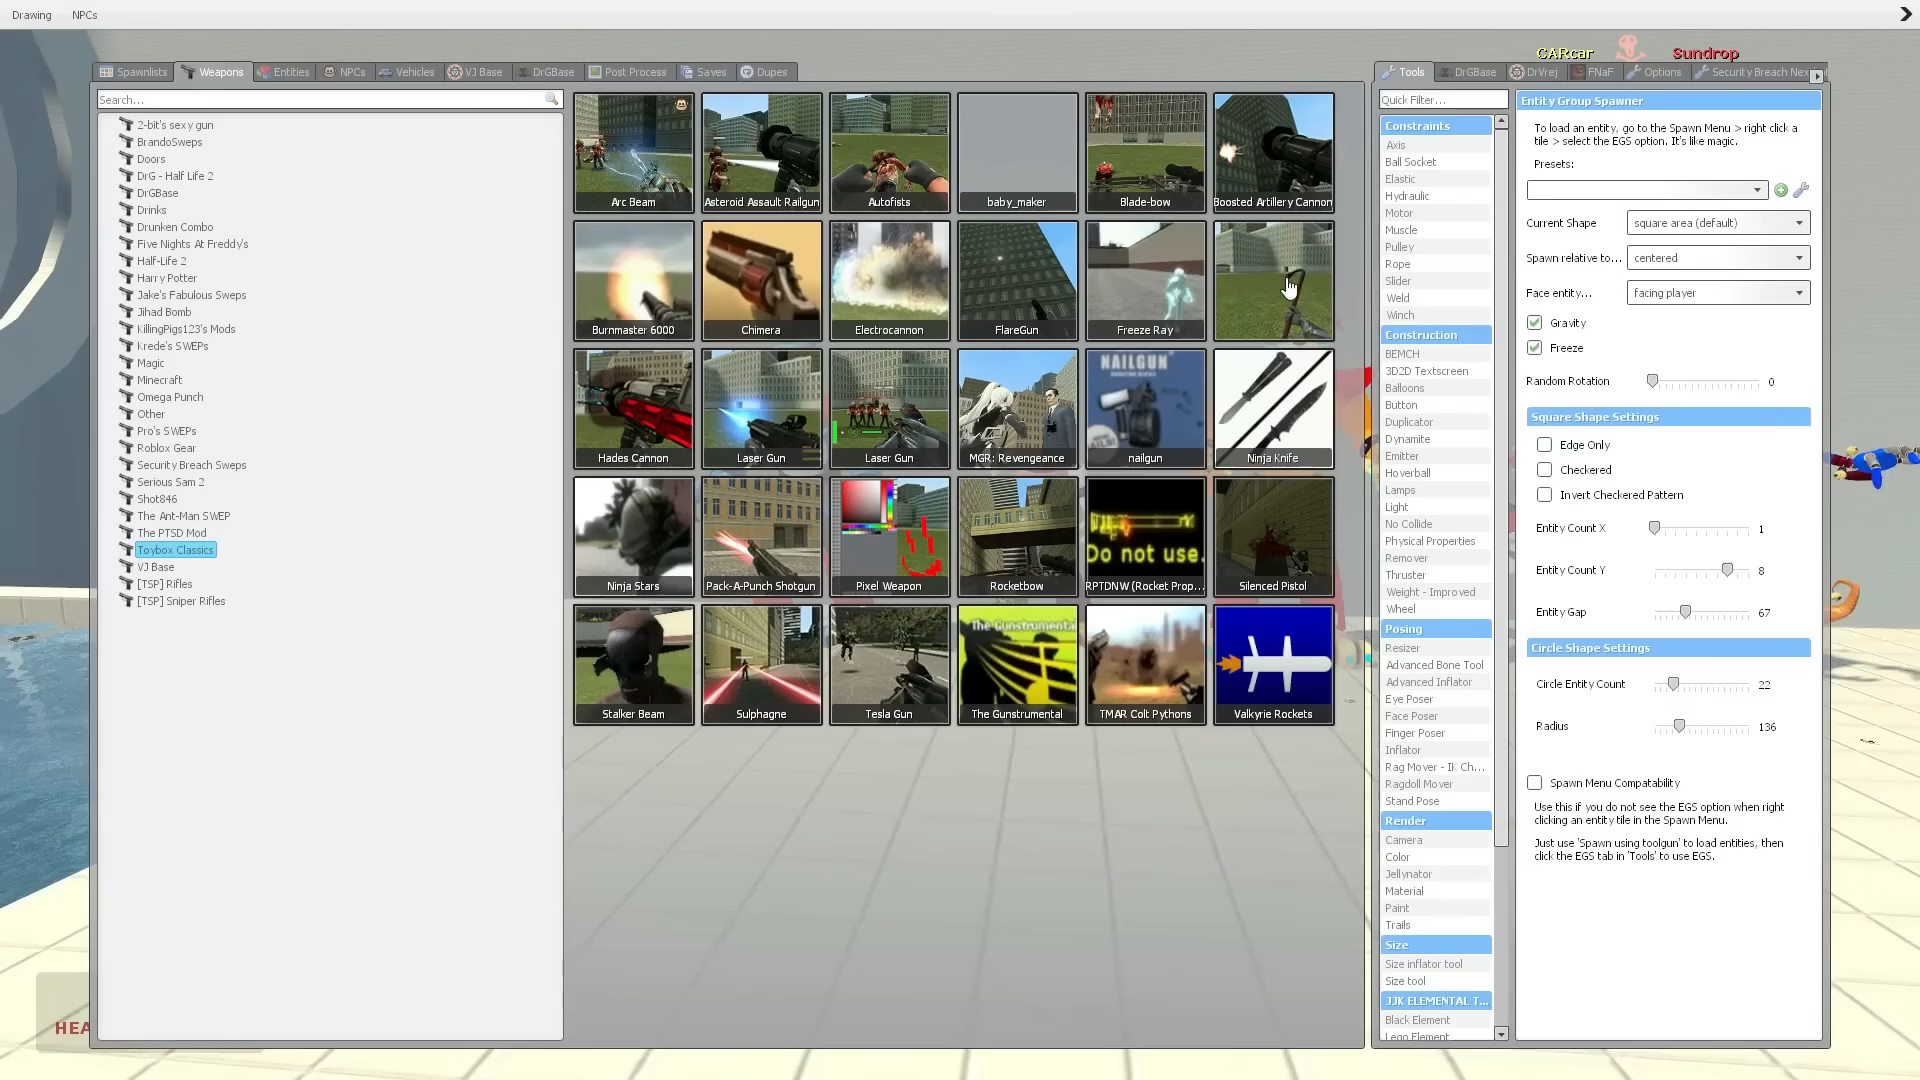 Drawing
NPCs
CARcar
Sundrop
Spawnlists
Weapons
Entities
NPCs
Vehicles
VJ Base
DrGBase
Post Process
Saves
Dupes
Search...
2-bit's sexy gun
BrandoSweps
Doors
DrG - Half Life 2
DrGBase
Drinks
Drunken Combo
Five Nights At Freddy's
Half-Life 2
Harry Potter
Jake's Fabulous Sweps
Jihad Bomb
KillingPigs123's Mods
Krede's SWEPs
Magic
Minecraft
Omega Punch
Other
Pro's SWEPs
Roblox Gear
Security Breach Sweps
Serious Sam 2
Shot846
The Ant-Man SWEP
The PTSD Mod
Toybox Classics
VJ Base
[TSP] Rifles
[TSP] Sniper Rifles
Arc Beam
Asteroid Assault Railgun
Autofists
baby_maker
Blade-bow
Boosted Artillery Cannon
Burnmaster 6000
Chimera
Electrocannon
FlareGun
Freeze Ray
Hades Cannon
Laser Gun
Laser Gun
MGR: Revengeance
NAILGUN
nailgun
Ninja Knife
Ninja Stars
Pack-A-Punch Shotgun
Pixel Weapon
Rocketbow
Do not use.
RPTDNW (Rocket Prop...
Silenced Pistol
Stalker Beam
Sulphagne
Tesla Gun
The Gunstrumental
The Gunstrumental
TMAR Colt Pythons
Valkyrie Rockets
Tools
DrGBase
DrVrej
FNaF
Options
Security Breach Nex
Quick Filter...
Constraints
Axis
Ball Socket
Elastic
Hydraulic
Motor
Muscle
Pulley
Rope
Slider
Weld
Winch
Construction
BEMCH
3D2D Textscreen
Balloons
Button
Duplicator
Dynamite
Emitter
Hoverball
Lamps
Light
No Collide
Physical Properties
Remover
Thruster
Weight - Improved
Wheel
Posing
Resizer
Advanced Bone Tool
Advanced Inflator
Eye Poser
Face Poser
Finger Poser
Inflator
Rag Mover - IK Ch...
Ragdoll Mover
Stand Pose
Render
Camera
Color
Jellynator
Material
Paint
Trails
Size
Size inflator tool
Size tool
JJK ELEMENTAL T...
Black Element
Lego Element
Entity Group Spawner
To load an entity, go to the Spawn Menu > right click a
tile > select the EGS option. It's like magic.
Presets:
Current Shape
square area (default)
Spawn relative to...
centered
Face entity...
facing player
Gravity
Freeze
Random Rotation
0
Square Shape Settings
Edge Only
Checkered
Invert Checkered Pattern
Entity Count X
1
Entity Count Y
8
Entity Gap
67
Circle Shape Settings
Circle Entity Count
22
Radius
136
Spawn Menu Compatability
Use this if you do not see the EGS option when right
clicking an entity tile in the Spawn Menu.
Just use 'Spawn using toolgun' to load entities, then
click the EGS tab in 'Tools' to use EGS.
HEA